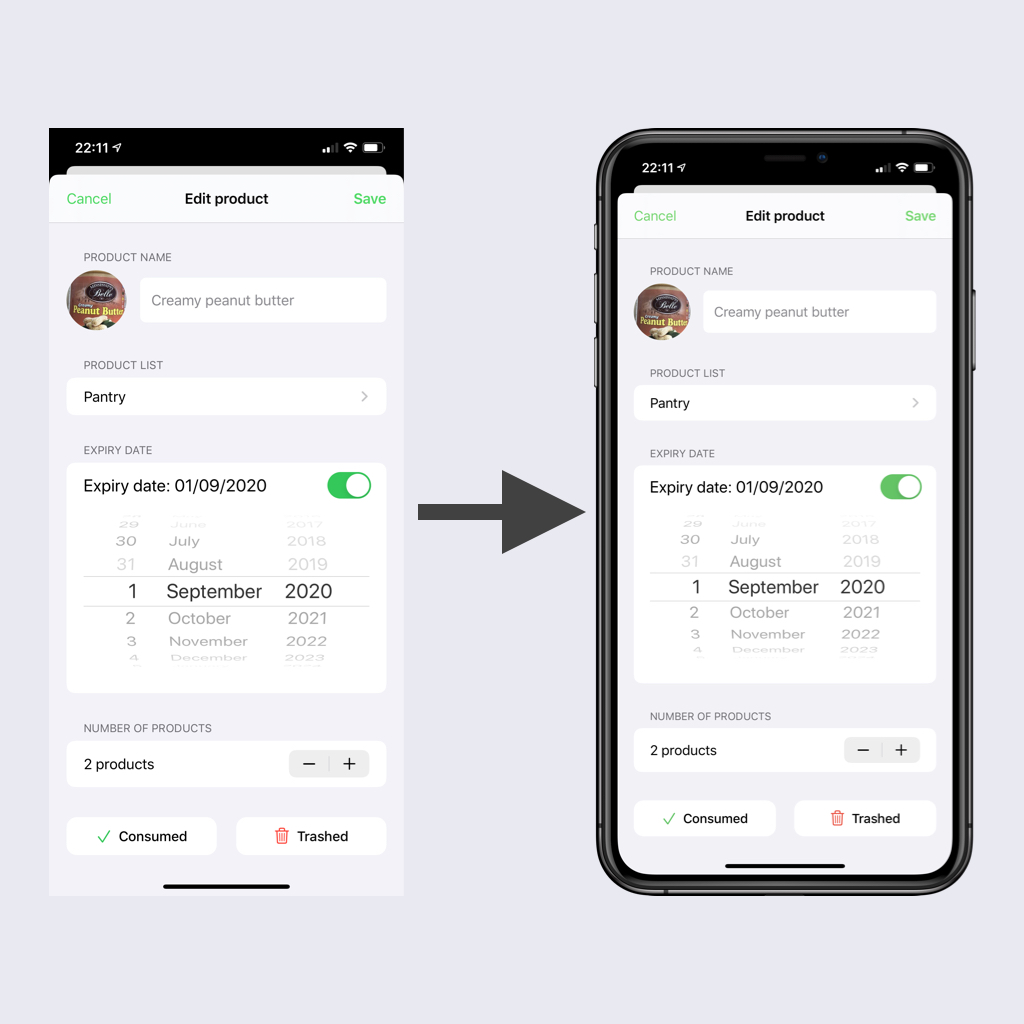 22:11
Cancel
Edit product
Save
PRODUCT NAME
Belle
Creamy
Peanut Butter
Creamy peanut butter
PRODUCT LIST
Pantry
EXPIRY DATE
Expiry date: 01/09/2020
29 June 2017
30 July 2018
31 August 2019
1 September 2020
2 October 2021
3 November 2022
4 December 2023
NUMBER OF PRODUCTS
2 products
− +
Consumed
Trashed
22:11
Cancel
Edit product
Save
PRODUCT NAME
Belle
Creamy
Peanut Butter
Creamy peanut butter
PRODUCT LIST
Pantry
EXPIRY DATE
Expiry date: 01/09/2020
29 June 2017
30 July 2018
31 August 2019
1 September 2020
2 October 2021
3 November 2022
4 December 2023
NUMBER OF PRODUCTS
2 products
− +
Consumed
Trashed